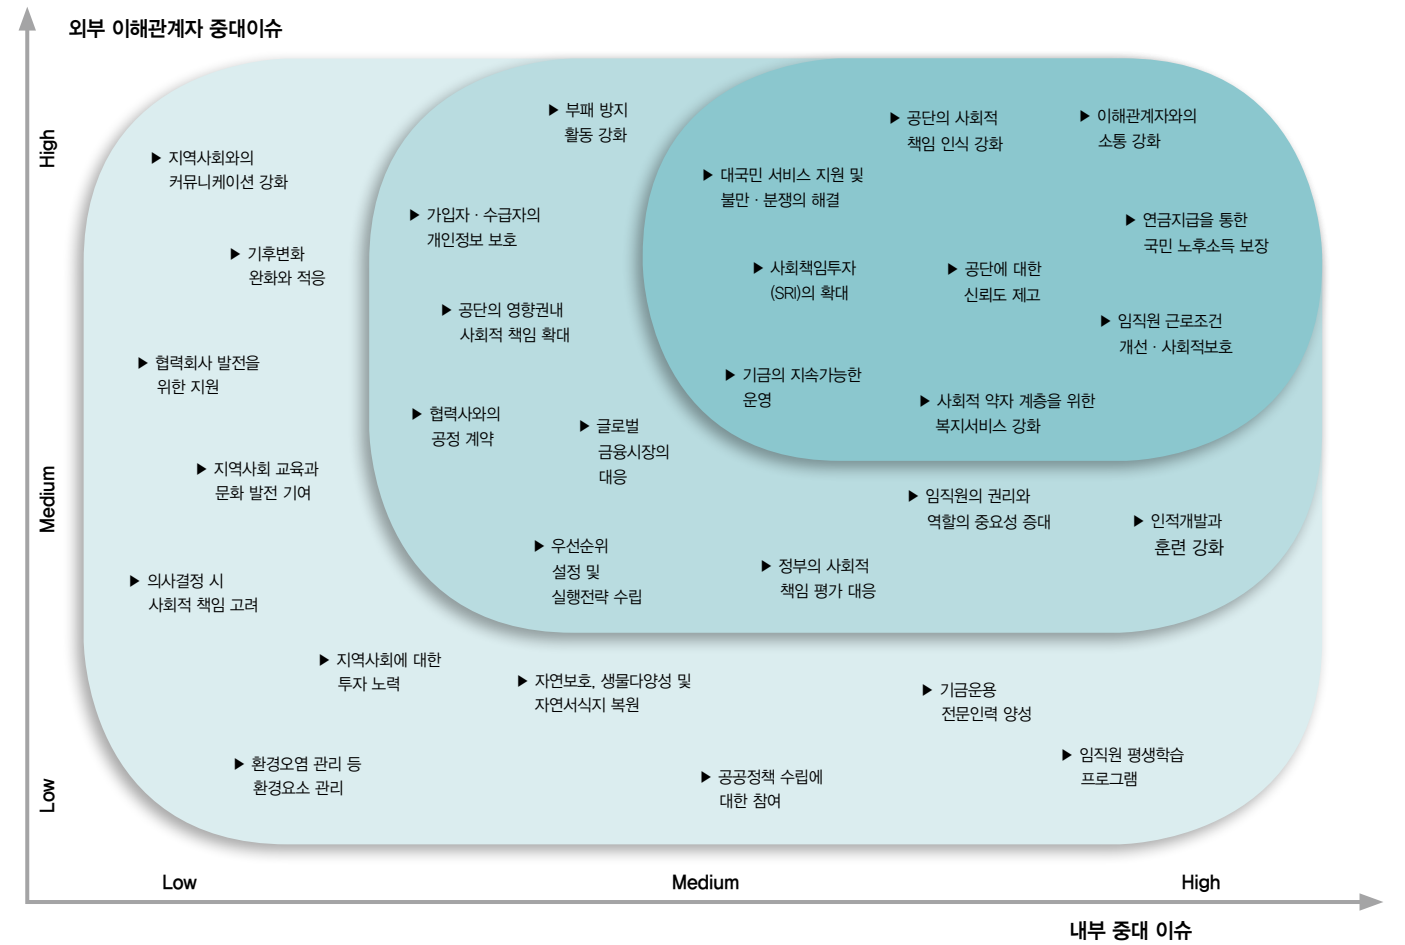 외부 이해관계자 중대이슈
High
Medium
Low
▶ 부패 방지
활동 강화
▶ 공단의 사회적
책임 인식 강화
▶ 이해관계자와의
소통 강화
▶ 지역사회와의
커뮤니케이션 강화
▶ 대국민 서비스 지원 및
불만 · 분쟁의 해결
▶ 가입자 · 수급자의
개인정보 보호
▶ 연금지급을 통한
국민 노후소득 보장
▶ 기후변화
완화와 적응
▶ 사회책임투자
(SRI)의 확대
▶ 공단에 대한
신뢰도 제고
▶ 공단의 영향권내
사회적 책임 확대
▶ 임직원 근로조건
개선 · 사회적보호
▶ 협력회사 발전을
위한 지원
▶ 기금의 지속가능한
운영
▶ 사회적 약자 계층을 위한
복지서비스 강화
▶ 협력사와의
공정 계약
▶ 글로벌
금융시장의
대응
▶ 지역사회 교육과
문화 발전 기여
▶ 임직원의 권리와
역할의 중요성 증대
▶ 인적개발과
훈련 강화
▶ 우선순위
설정 및
실행전략 수립
▶ 정부의 사회적
책임 평가 대응
▶ 의사결정 시
사회적 책임 고려
▶ 지역사회에 대한
투자 노력
▶ 자연보호, 생물다양성 및
자연서식지 복원
▶ 기금운용
전문인력 양성
▶ 환경오염 관리 등
환경요소 관리
▶ 공공정책 수립에
대한 참여
▶ 임직원 평생학습
프로그램
Low
Medium
High
내부 중대 이슈